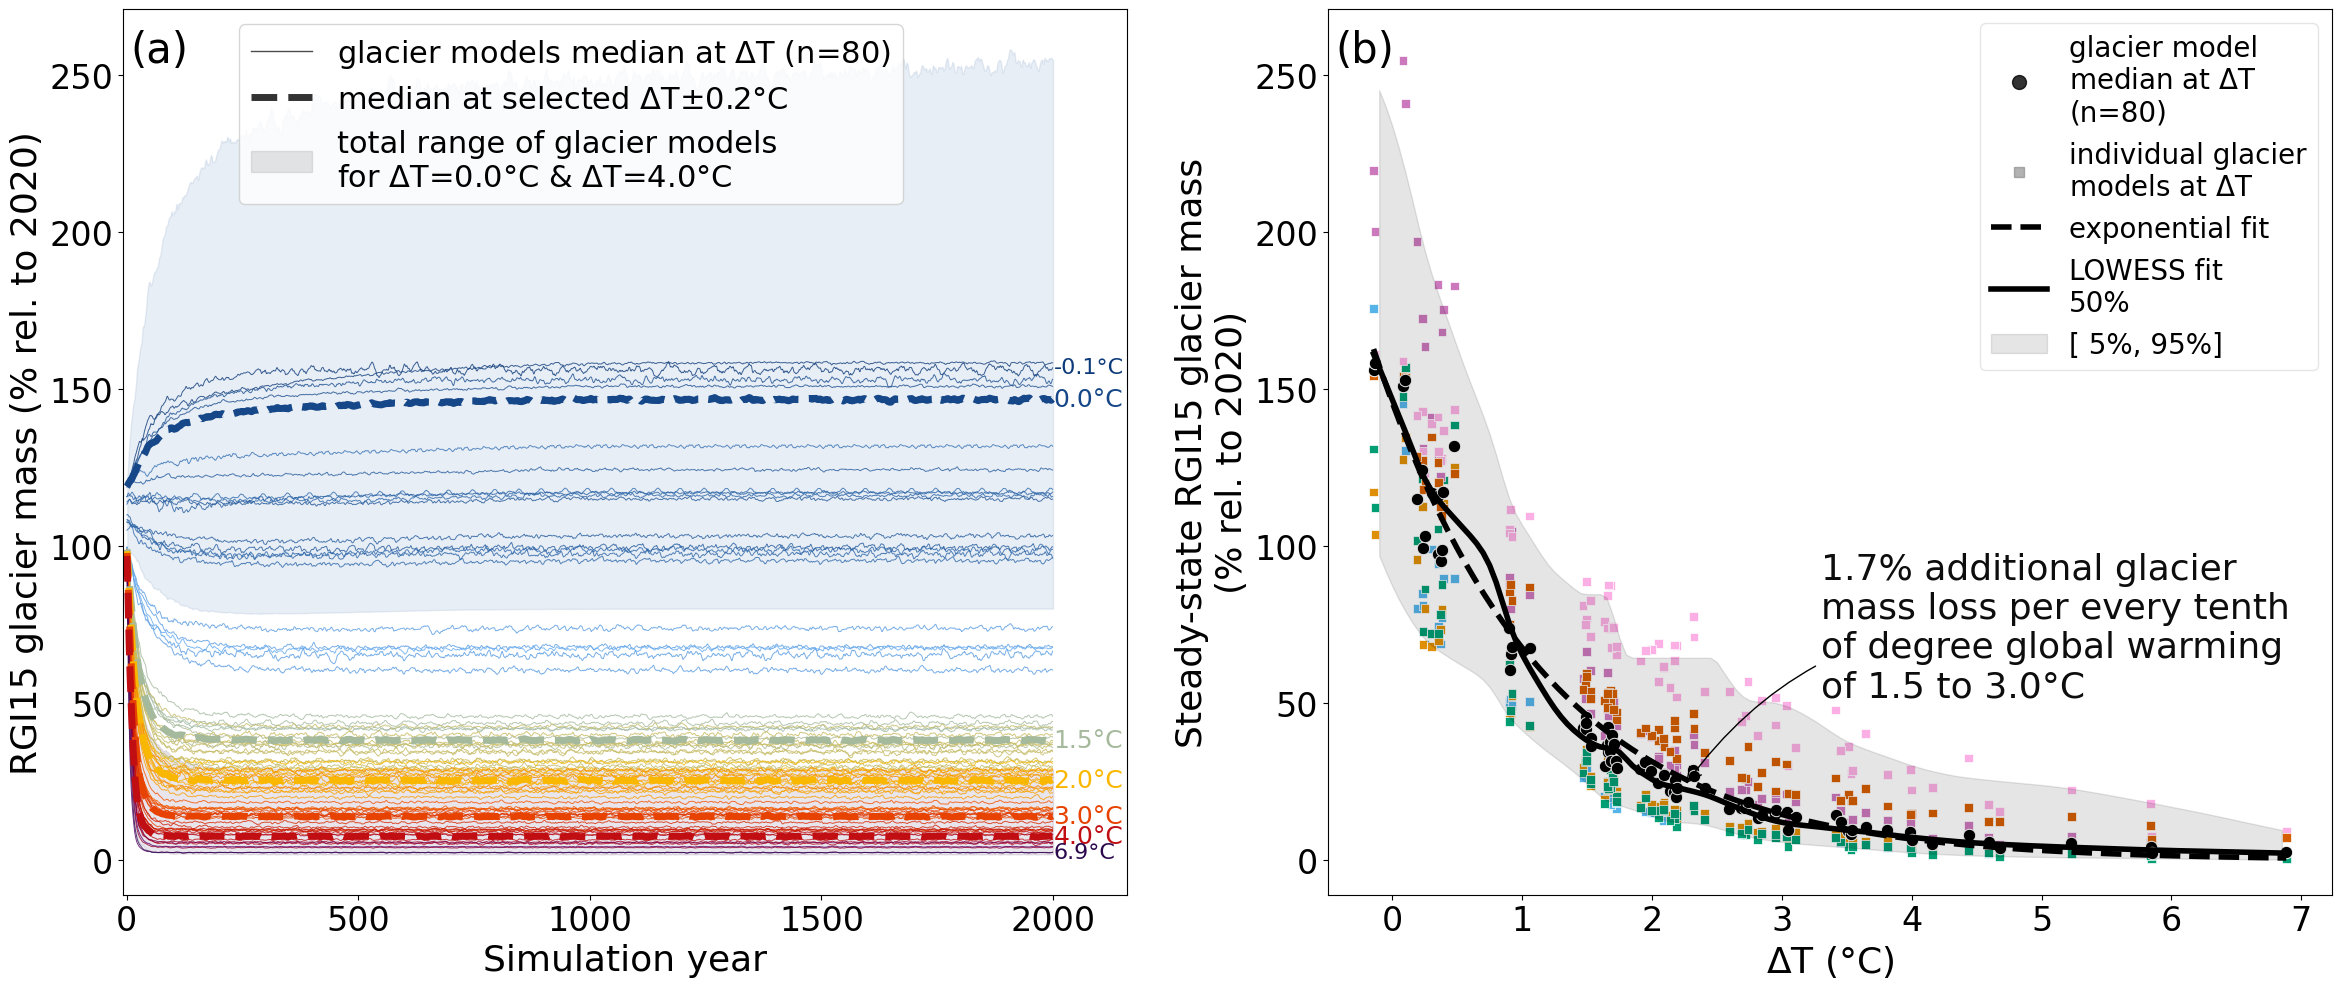 (a)
glacier models median at ΔT (n=80)
median at selected ΔT±0.2°C
total range of glacier models
for ΔT=0.0°C & ΔT=4.0°C
RGI15 glacier mass (% rel. to 2020)
250
200
150
100
50
0
-0.1°C
0.0°C
1.5°C
2.0°C
3.0°C
4.0°C
6.9°C
0
500
1000
1500
2000
Simulation year
(b)
glacier model
median at ΔT
(n=80)
individual glacier
models at ΔT
exponential fit
LOWESS fit
50%
[ 5%, 95%]
Steady-state RGI15 glacier mass
(% rel. to 2020)
250
200
150
100
50
0
1.7% additional glacier
mass loss per every tenth
of degree global warming
of 1.5 to 3.0°C
0
1
2
3
4
5
6
7
ΔT (°C)